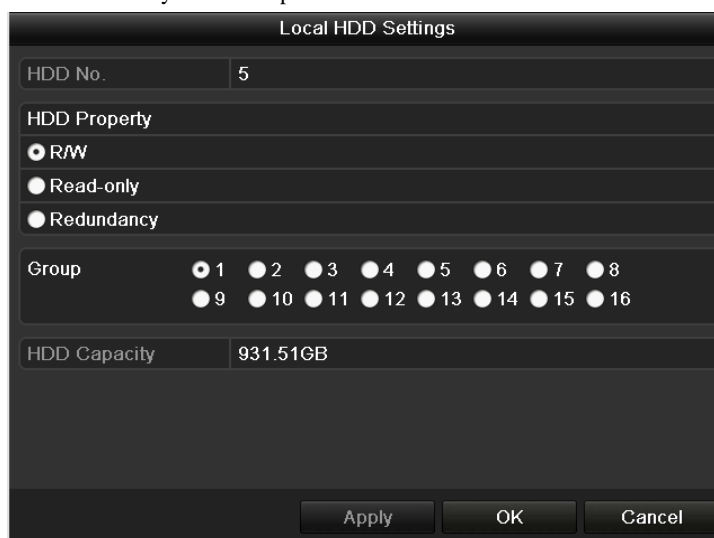 Local HDD Settings
HDD No. 5
HDD Property
R/W
Read-only
Redundancy
Group 1 2 3 4 5 6 7 8
9 10 11 12 13 14 15 16
HDD Capacity 931.51GB
Apply OK Cancel